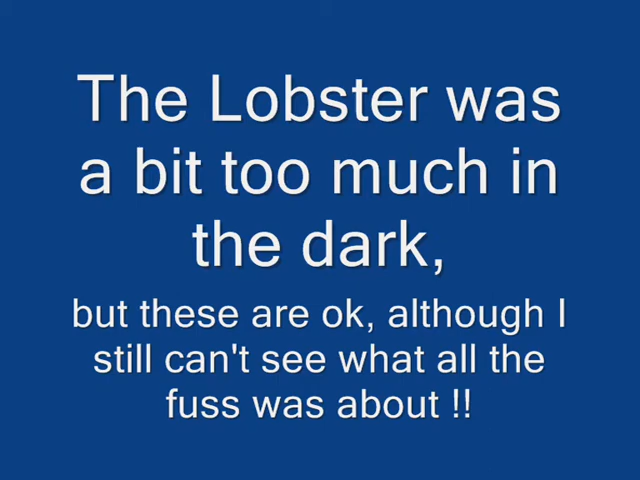 The Lobster was
a bit too much in
the dark,
but these are ok, although I
still can't see what all the
fuss was about !!